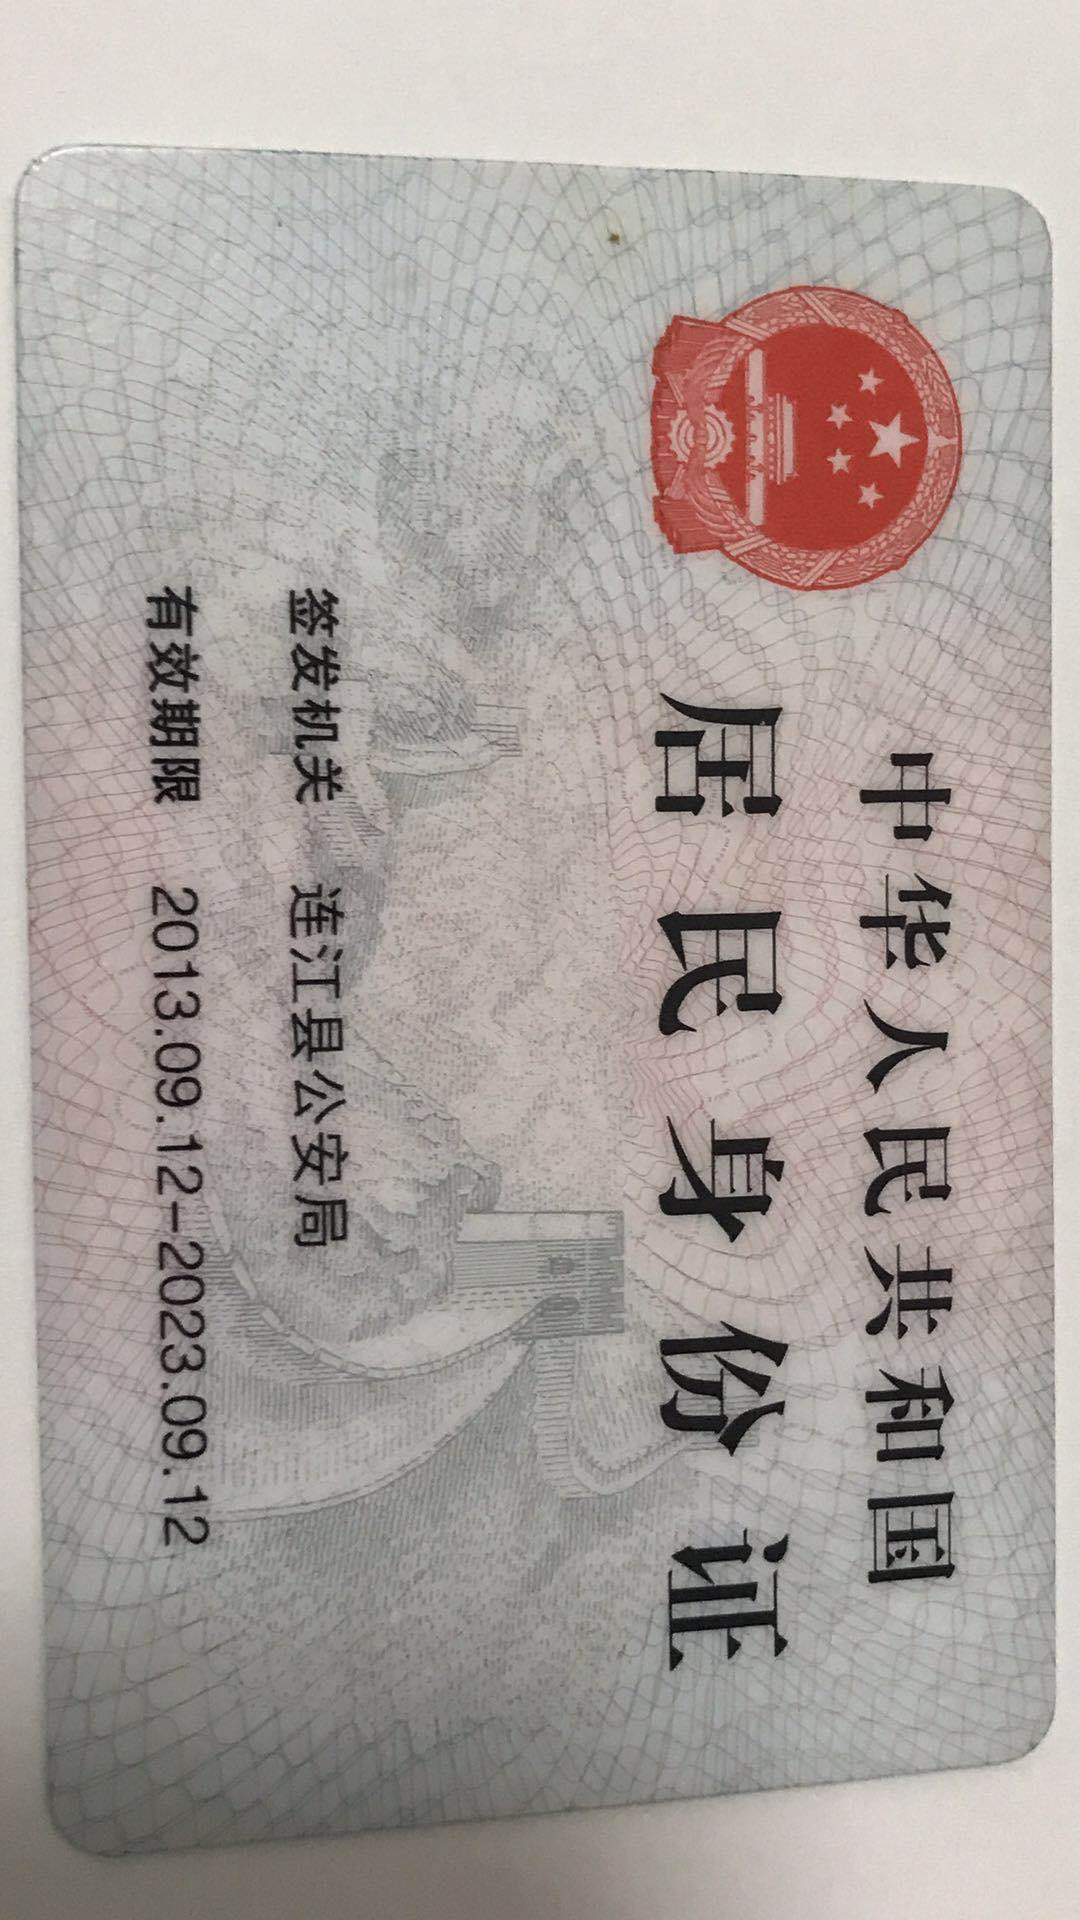 中华人民共和国
居民身份证
签发机关 连江县公安局
有效期限 2013.09.12-2023.09.12